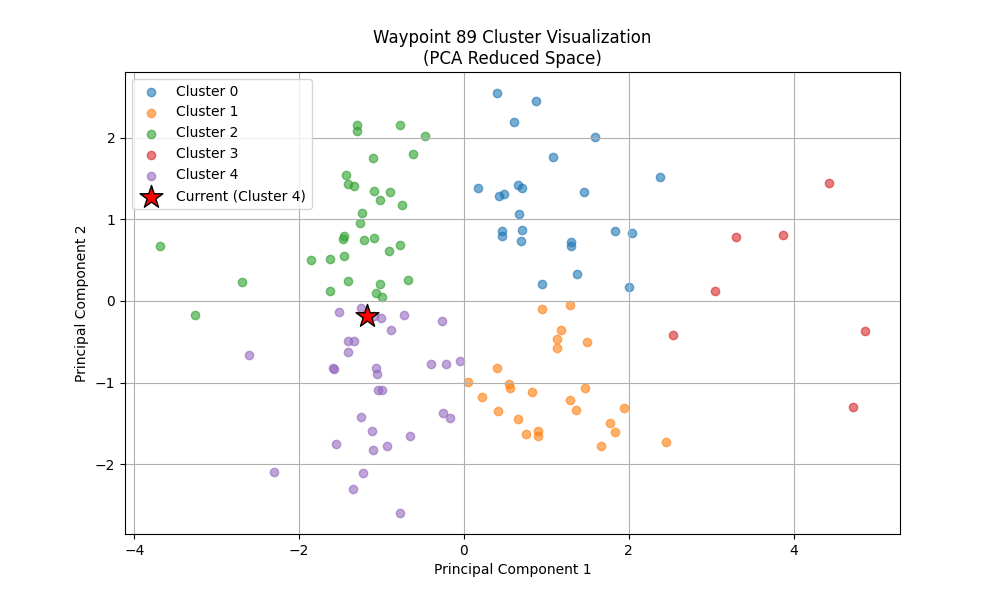 Waypoint 89 Cluster Visualization
(PCA Reduced Space)
Cluster 0
Cluster 1
Cluster 2
Cluster 3
Cluster 4
Current (Cluster 4)
Principal Component 2
2
1
0
−1
−2
−4
−2
0
2
4
Principal Component 1